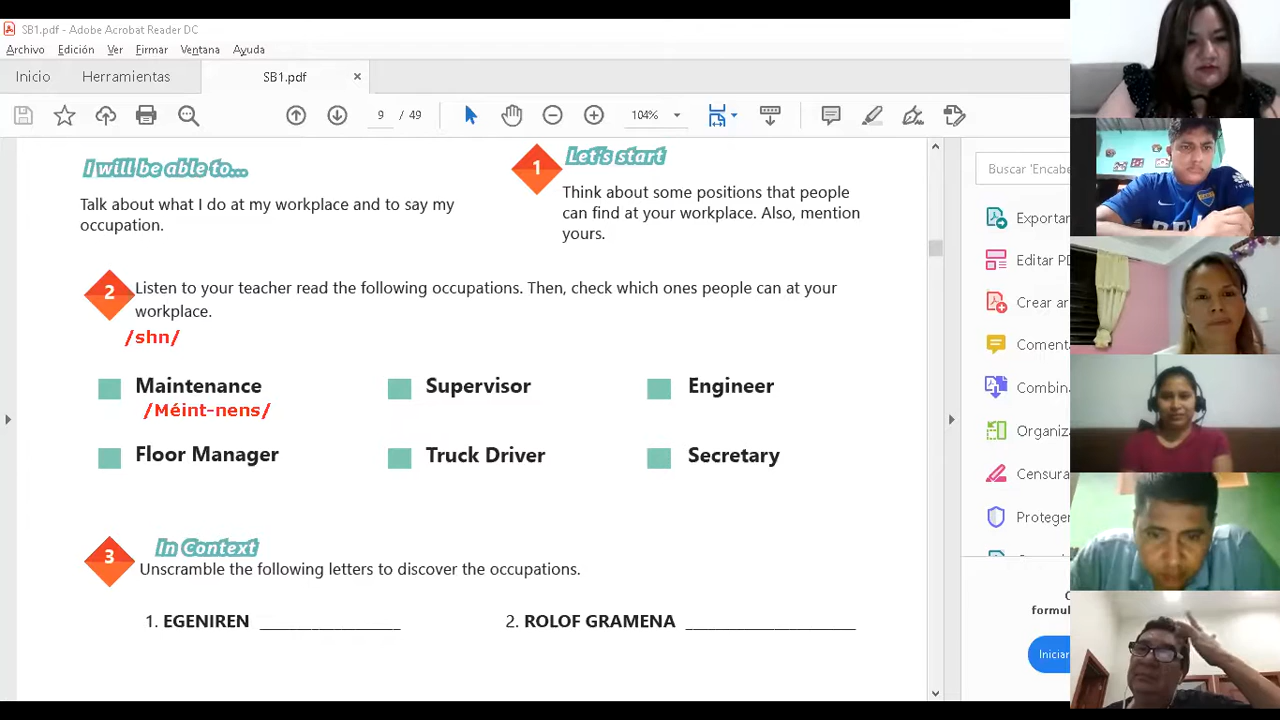 SB1.pdf - Adobe Acrobat Reader DC
Archivo Edición Ver Firmar Ventana Ayuda
Inicio Herramientas SB1.pdf ×
9 / 49 104%
I will be able to...
Talk about what I do at my workplace and to say my
occupation.
1 Let's start
Think about some positions that people
can find at your workplace. Also, mention
yours.
2 Listen to your teacher read the following occupations. Then, check which ones people can at your
workplace.
/shn/
Maintenance Supervisor Engineer
/Méint-nens/
Floor Manager Truck Driver Secretary
3 In Context
Unscramble the following letters to discover the occupations.
1. EGENIREN ________________ 2. ROLOF GRAMENA ___________________
Buscar 'Encabe
Exportar
Editar PD
Crear ar
Coment
Combina
Organiz
Censura
Proteger
formul
Iniciar